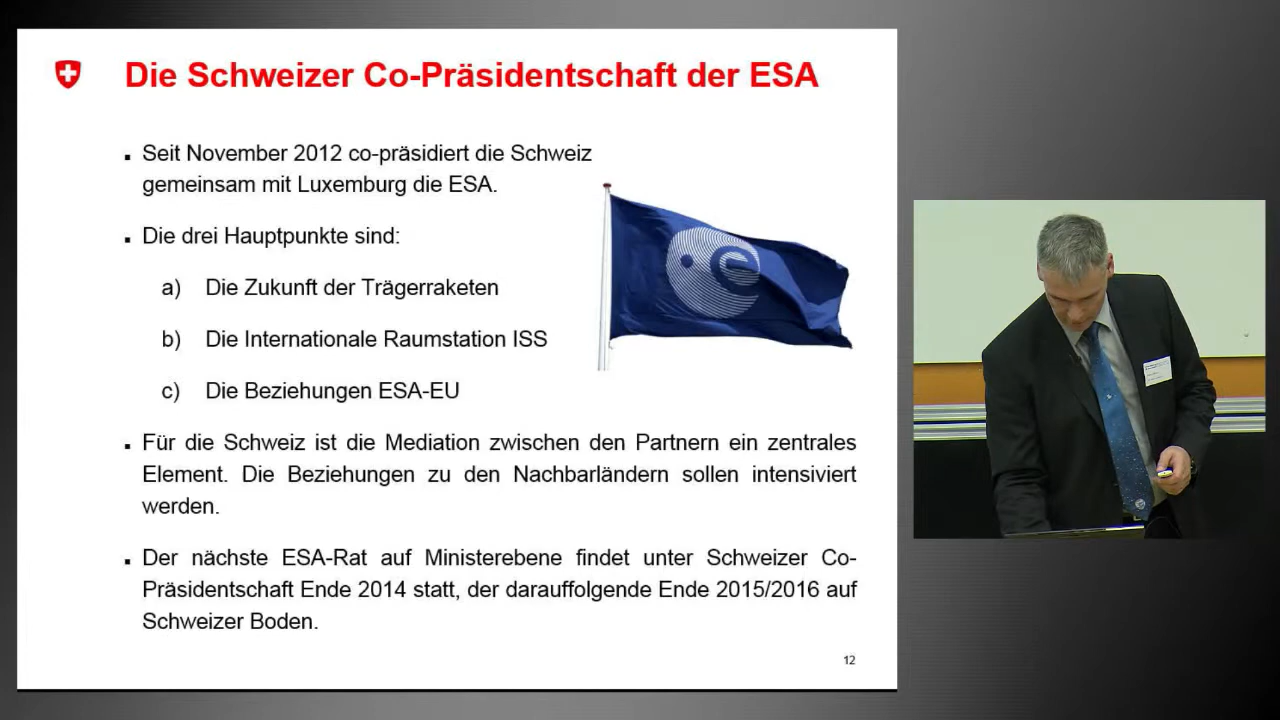 Die Schweizer Co-Präsidentschaft der ESA
▪ Seit November 2012 co-präsidiert die Schweiz
gemeinsam mit Luxemburg die ESA.
▪ Die drei Hauptpunkte sind:
a) Die Zukunft der Trägerraketen
b) Die Internationale Raumstation ISS
c) Die Beziehungen ESA-EU
▪ Für die Schweiz ist die Mediation zwischen den Partnern ein zentrales
Element. Die Beziehungen zu den Nachbarländern sollen intensiviert
werden.
▪ Der nächste ESA-Rat auf Ministerebene findet unter Schweizer Co-
Präsidentschaft Ende 2014 statt, der darauffolgende Ende 2015/2016 auf
Schweizer Boden.
12